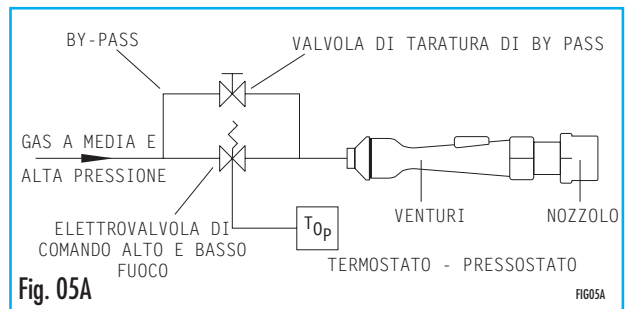 BY-PASS
VALVOLA DI TARATURA DI BY PASS
GAS A MEDIA E
ALTA PRESSIONE
ELETTROVALVOLA DI
COMANDO ALTO E BASSO
FUOCO
TOP
VENTURI
NOZZOLO
TERMOSTATO - PRESSOSTATO
Fig. 05A
FIG05A